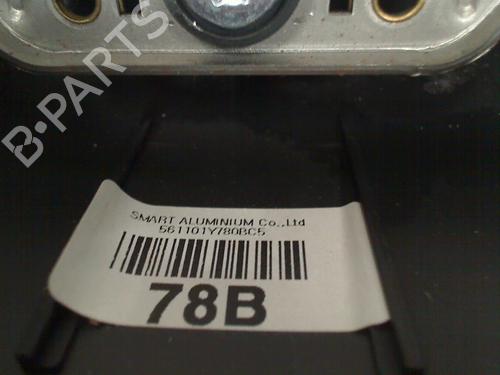 B-PARTS
SMART ALUMINIUM Co.,Ltd
561101Y780BC5
78B